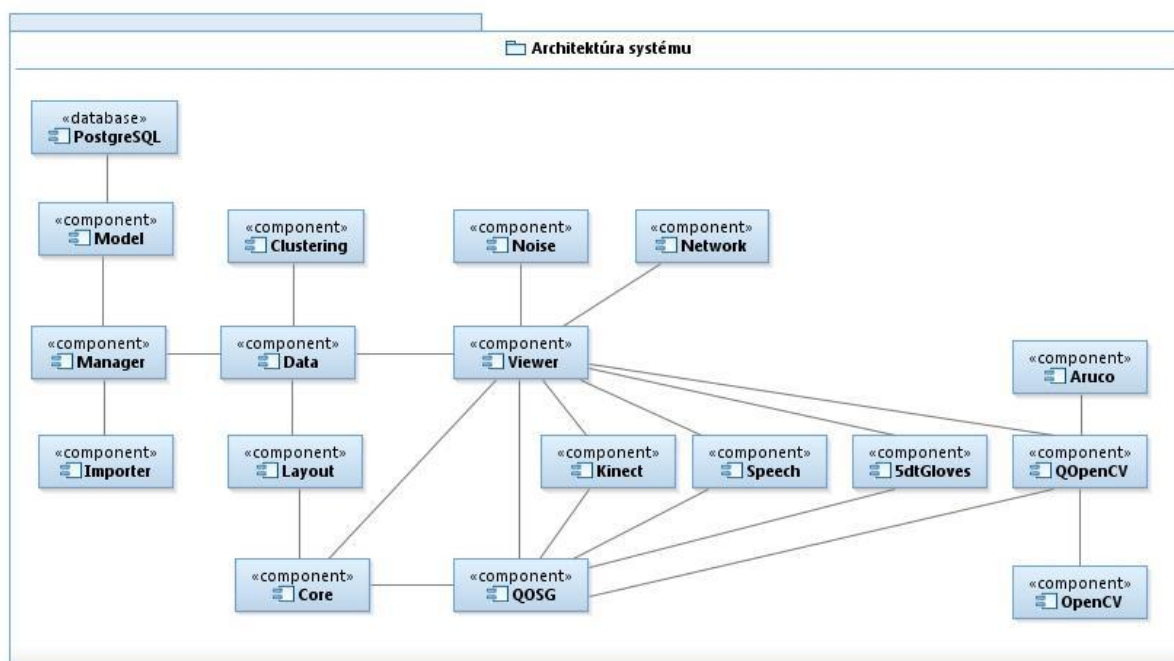 Architektúra systému
«database»
PostgreSQL
«component»
Model
«component»
Clustering
«component»
Noise
«component»
Network
«component»
Manager
«component»
Data
«component»
Viewer
«component»
Aruco
«component»
Importer
«component»
Layout
«component»
Kinect
«component»
Speech
«component»
5dtGloves
«component»
QOpenCV
«component»
Core
«component»
QOSG
«component»
OpenCV